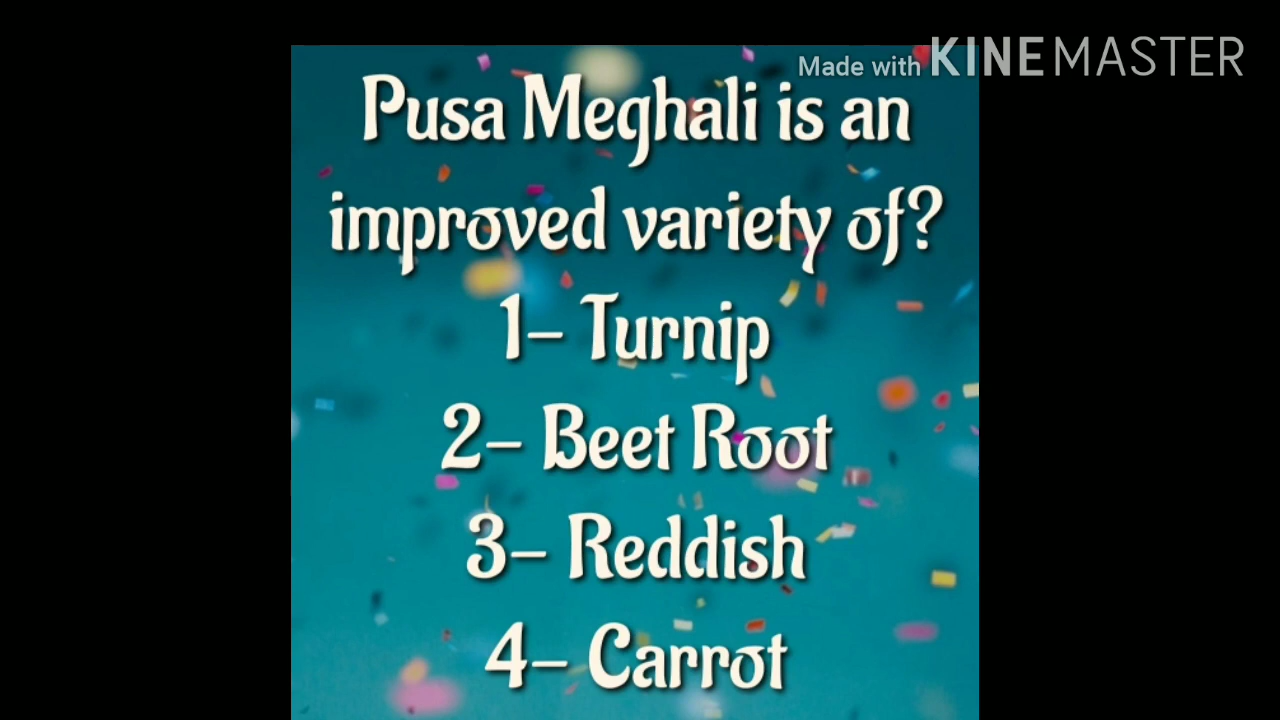 Made with KINEMASTER
Pusa Meghali is an
improved variety of?
1- Turnip
2- Beet Root
3- Reddish
4- Carrot